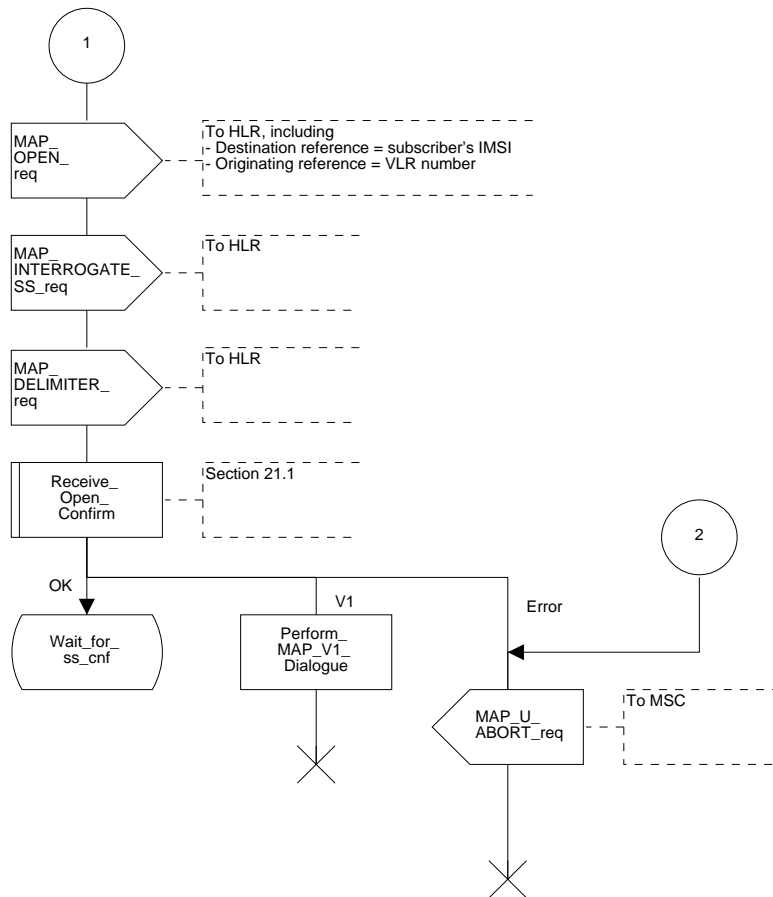 1
MAP_
OPEN_
req
To HLR, including
- Destination reference = subscriber's IMSI
- Originating reference = VLR number
MAP_
INTERROGATE_
SS_req
To HLR
MAP_
DELIMITER_
req
To HLR
Receive_
Open_
Confirm
Section 21.1
2
OK
V1
Error
Wait_for_
ss_cnf
Perform_
MAP_V1_
Dialogue
MAP_U_
ABORT_req
To MSC